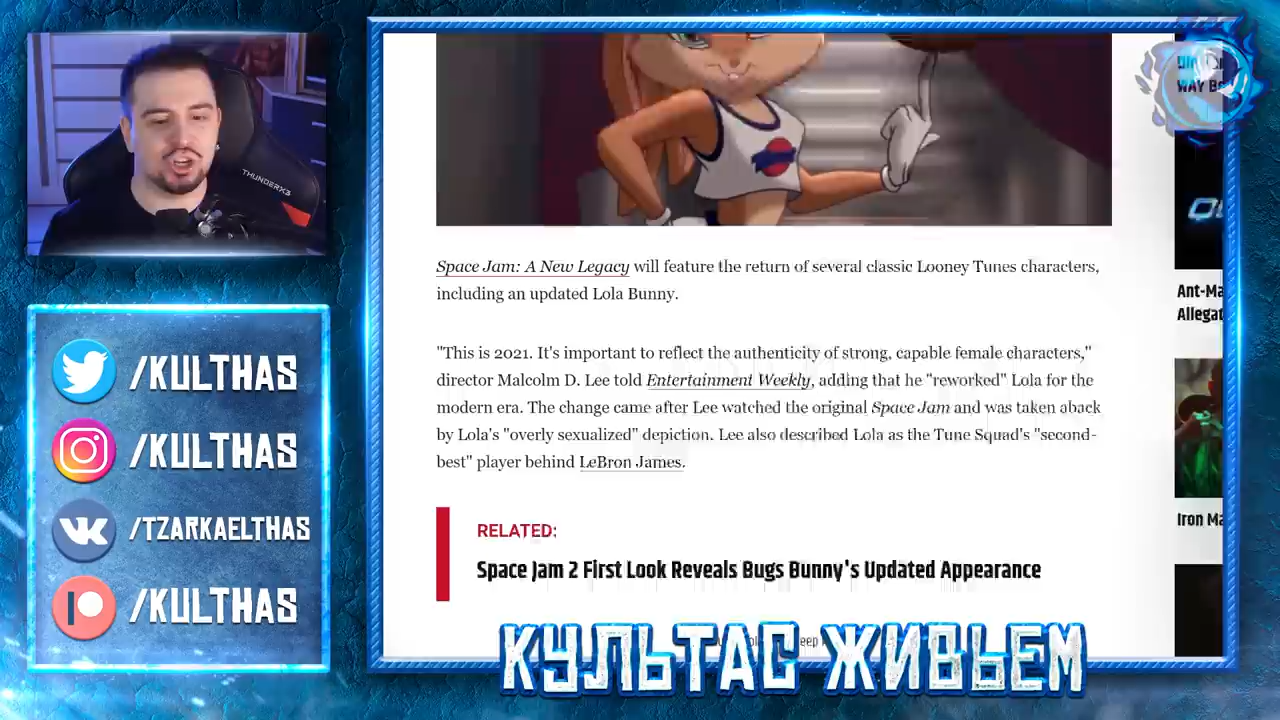 THUNDERX3
/KULTHAS
/KULTHAS
/TZARKAELTHAS
/KULTHAS
Space Jam: A New Legacy will feature the return of several classic Looney Tunes characters,
including an updated Lola Bunny.
"This is 2021. It's important to reflect the authenticity of strong, capable female characters,"
director Malcolm D. Lee told Entertainment Weekly, adding that he "reworked" Lola for the
modern era. The change came after Lee watched the original Space Jam and was taken aback
by Lola's "overly sexualized" depiction. Lee also described Lola as the Tune Squad's "second-
best" player behind LeBron James.
RELATED:
Space Jam 2 First Look Reveals Bugs Bunny's Updated Appearance
WAY
Ant-Ma
Allegat
Iron Ma
КУЛЬТАС ЖИВЬЕМ